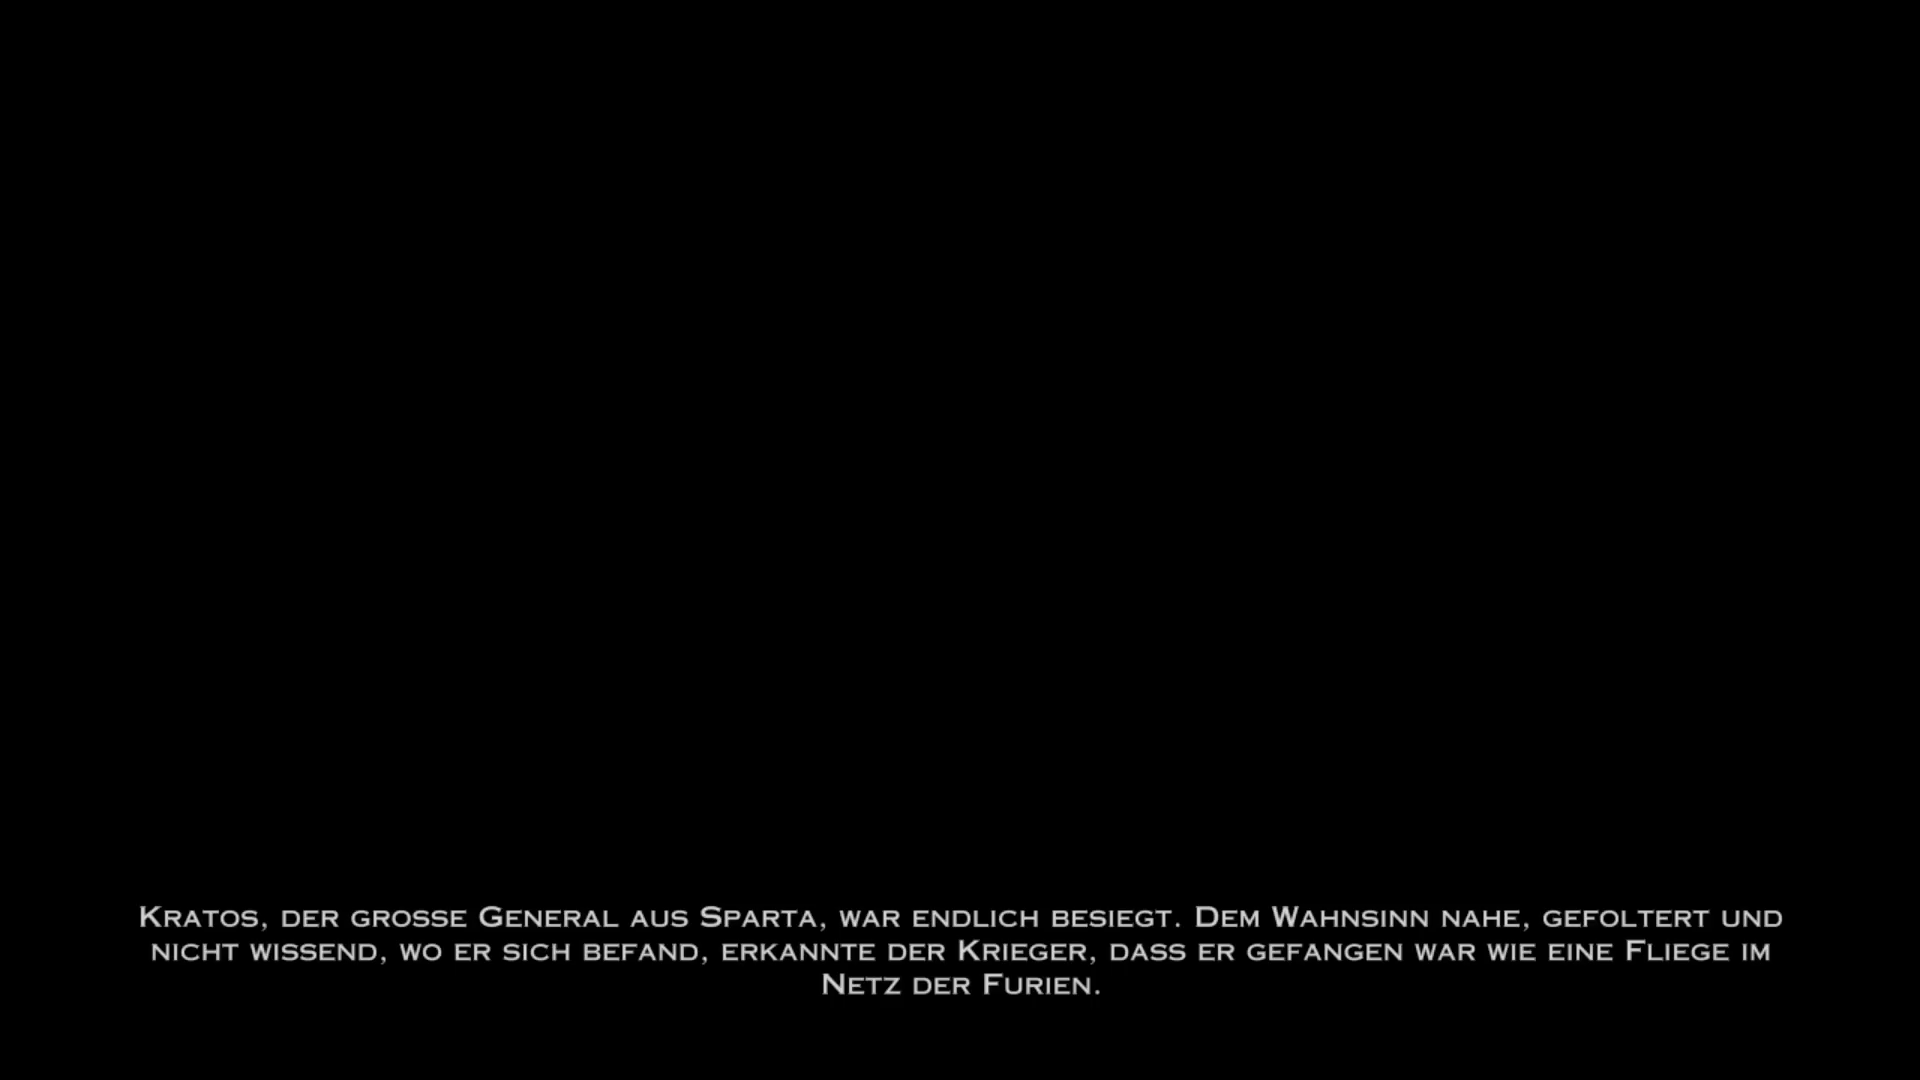 Kratos, der grosse General aus Sparta, war endlich besiegt. Dem Wahnsinn nahe, gefoltert und
nicht wissend, wo er sich befand, erkannte der Krieger, dass er gefangen war wie eine Fliege im
Netz der Furien.